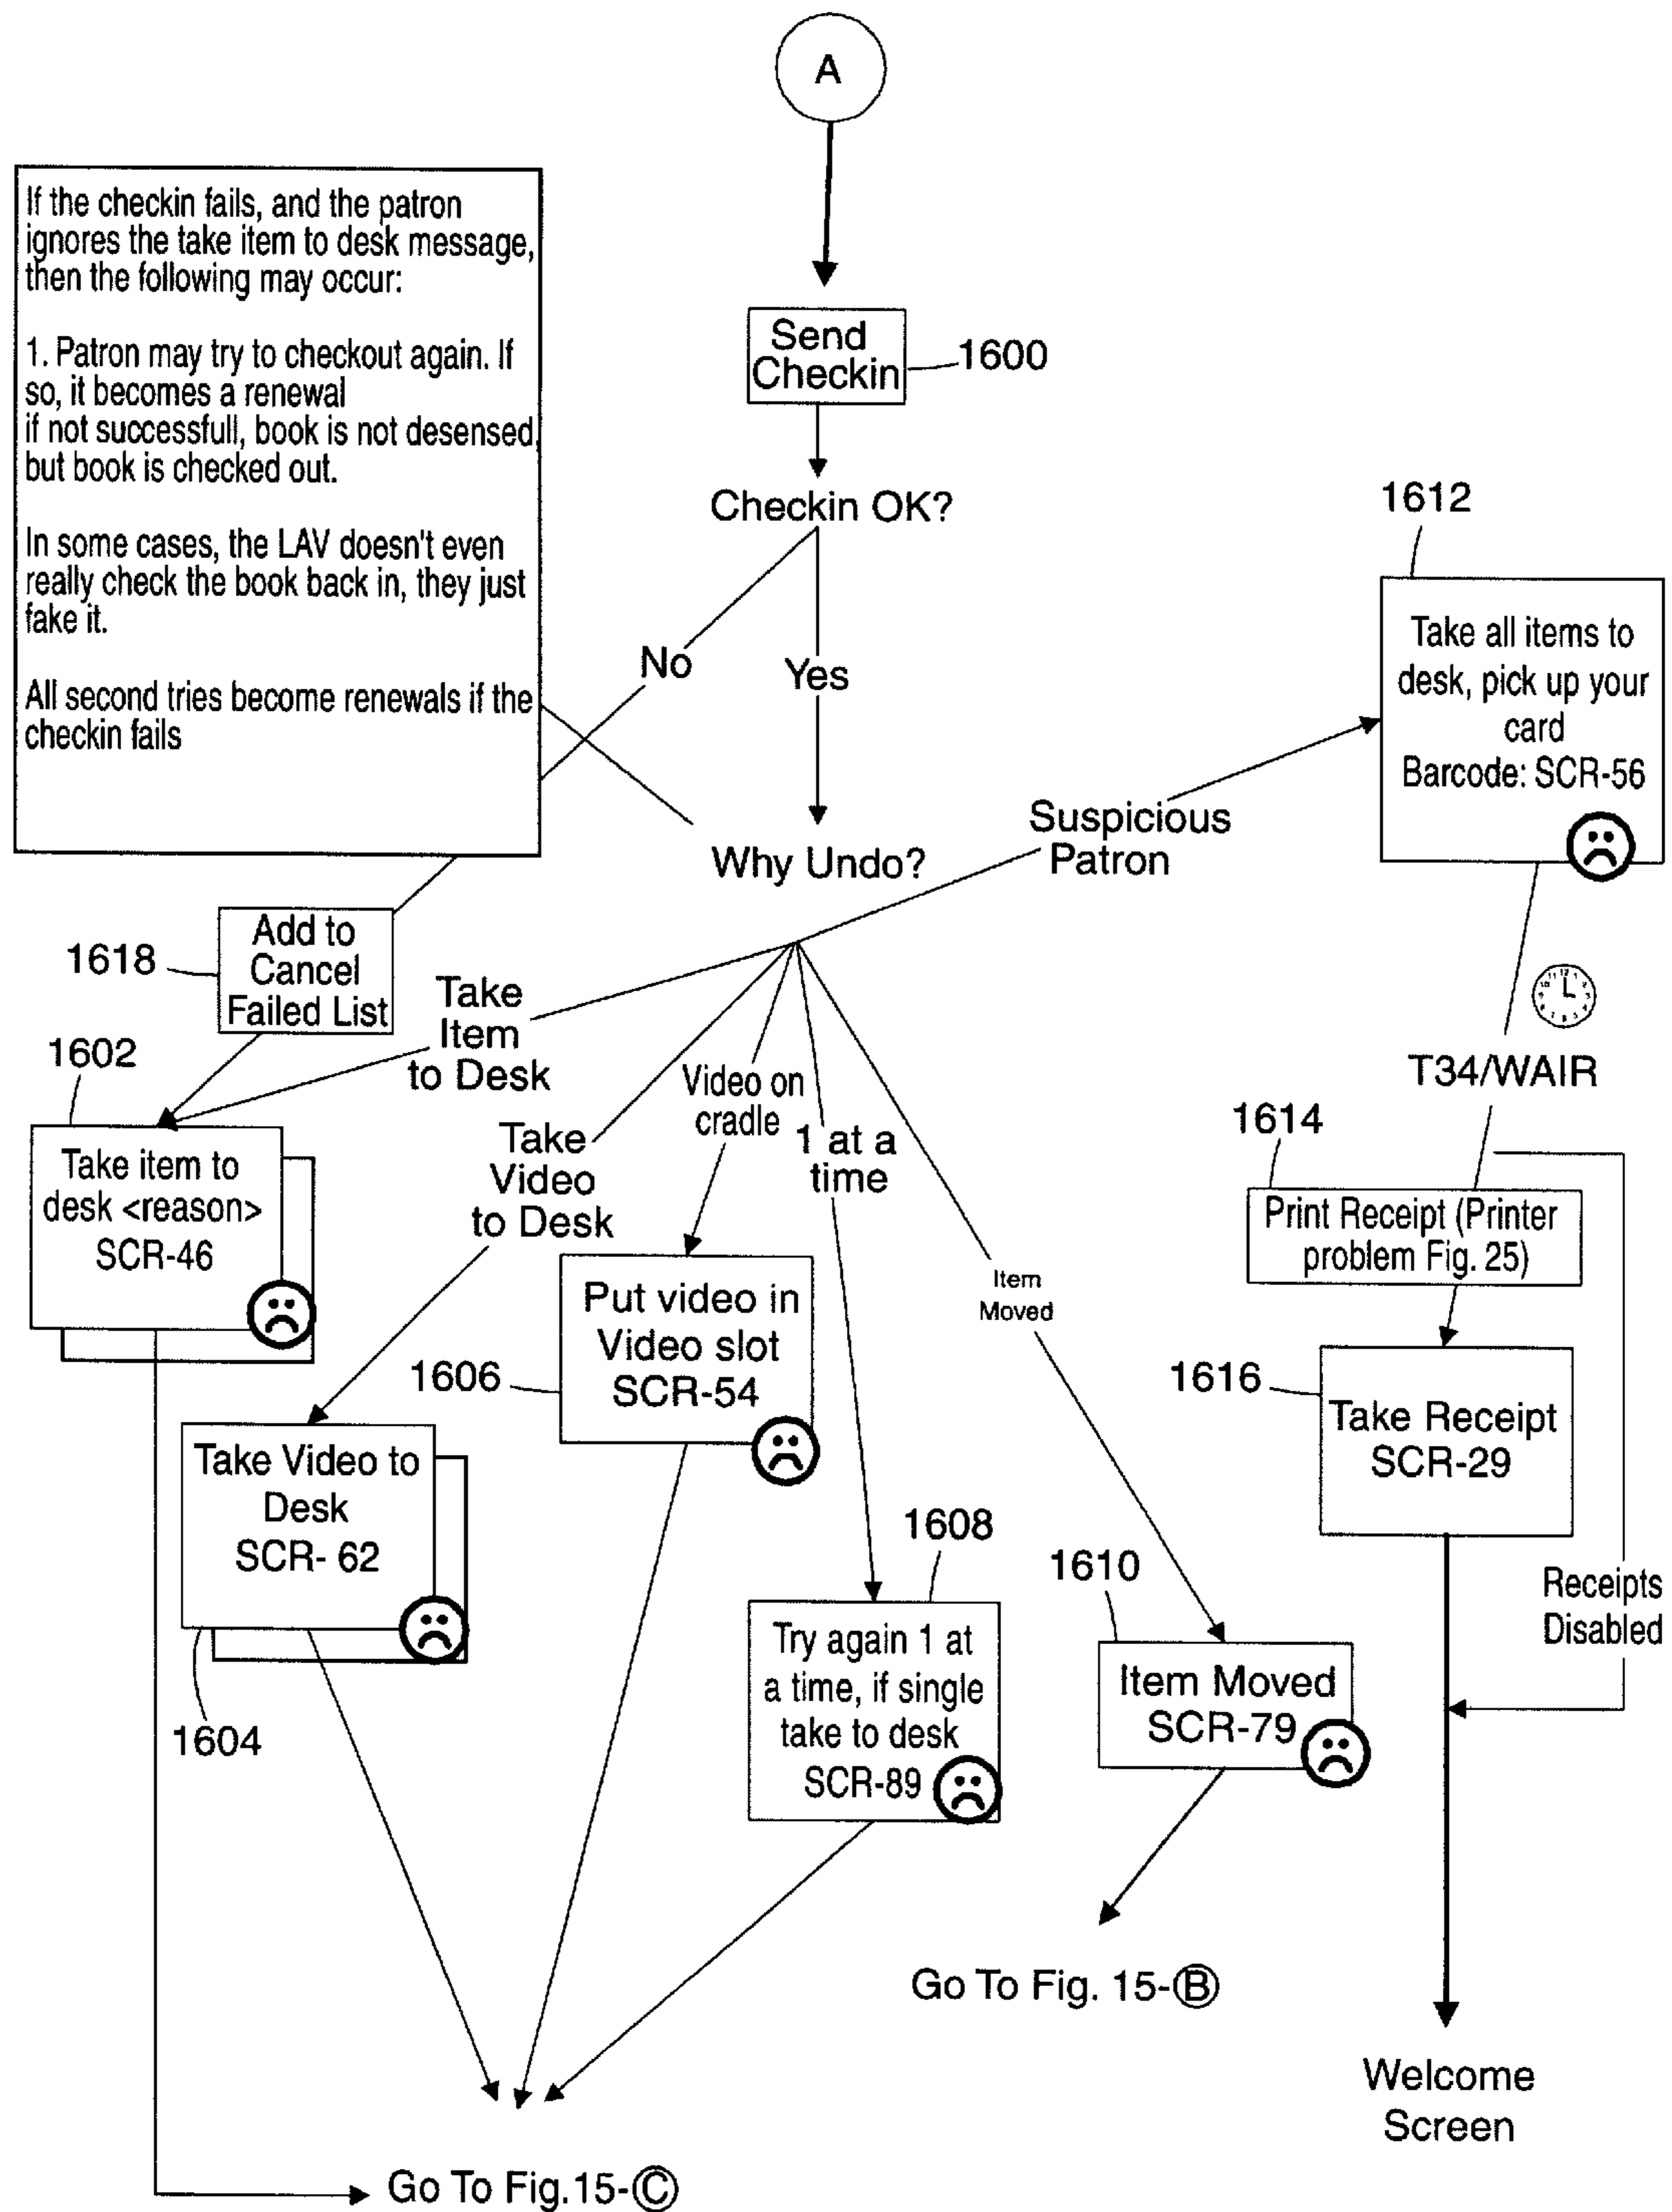 A
If the checkin fails, and the patron
ignores the take item to desk message,
then the following may occur:
1. Patron may try to checkout again. If
so, it becomes a renewal
if not successfull, book is not desensed,
but book is checked out.
In some cases, the LAV doesn't even
really check the book back in, they just
fake it.
All second tries become renewals if the
checkin fails
Send
Checkin
1600
Checkin OK?
No
Yes
Why Undo?
Suspicious
Patron
1612
Take all items to
desk, pick up your
card
Barcode: SCR-56
1618
Add to
Cancel
Failed List
Take
Item
to Desk
1602
Take item to
desk <reason>
SCR-46
Take
Video
to Desk
Video on
cradle
1 at a
time
Item
Moved
T34/WAIR
1614
Print Receipt (Printer
problem Fig. 25)
1616
Take Receipt
SCR-29
Receipts
Disabled
1606
Put video in
Video slot
SCR-54
Take Video to
Desk
SCR- 62
1604
1608
Try again 1 at
a time, if single
take to desk
SCR-89
1610
Item Moved
SCR-79
Go To Fig. 15-B
Welcome
Screen
Go To Fig.15-C